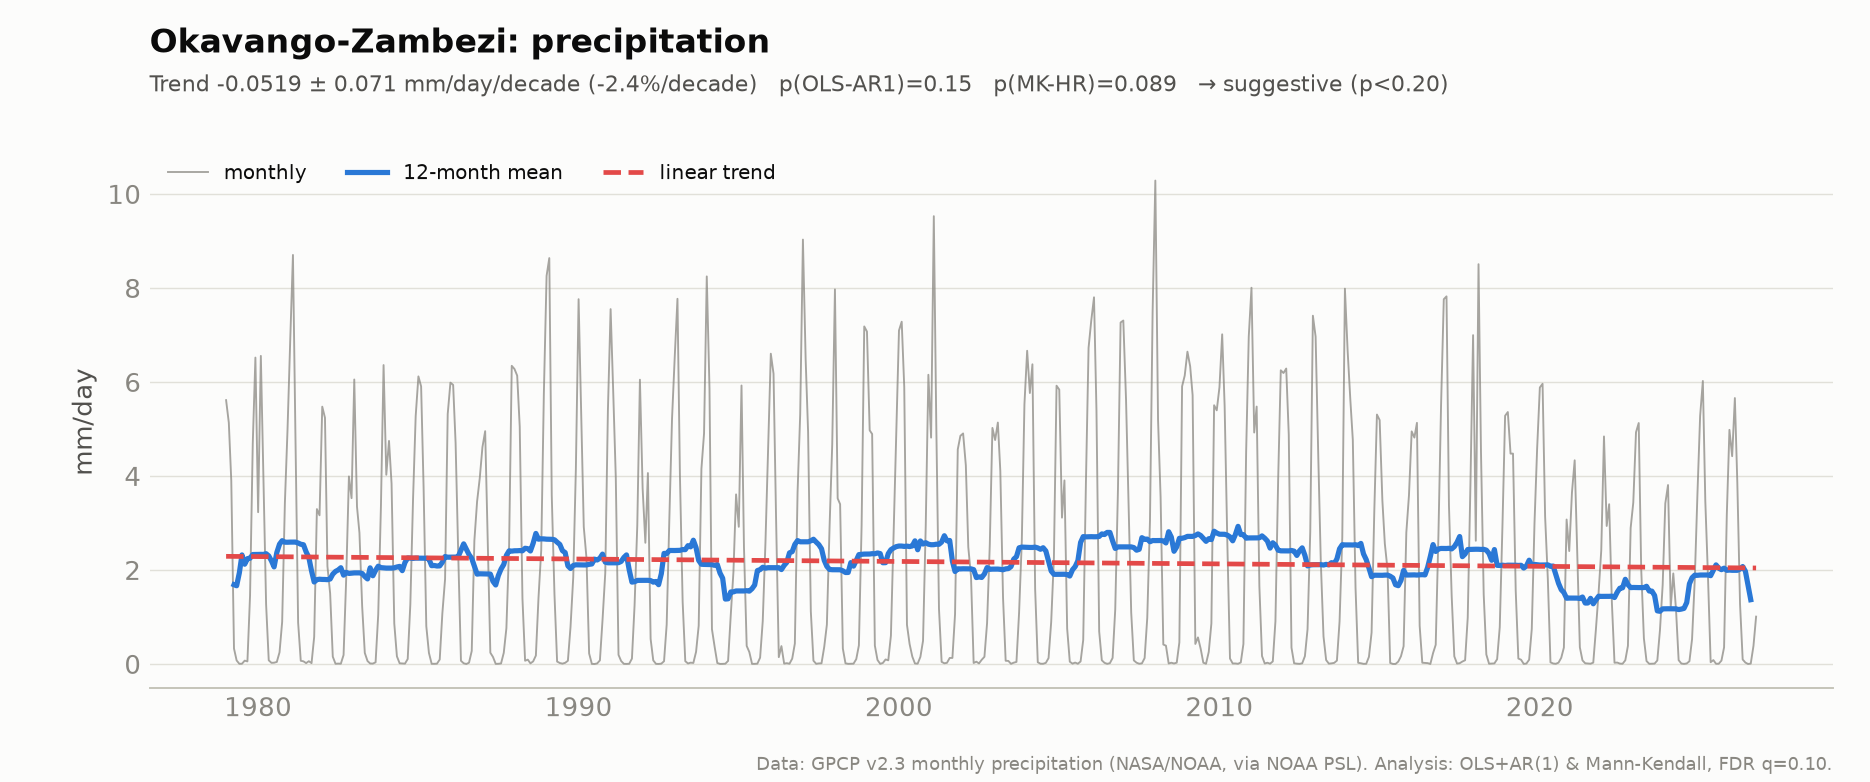 Okavango-Zambezi: precipitation
Trend -0.0519 ± 0.071 mm/day/decade (-2.4%/decade)   p(OLS-AR1)=0.15   p(MK-HR)=0.089   → suggestive (p<0.20)
monthly   12-month mean   linear trend
10
8
6
4
2
0
mm/day
1980   1990   2000   2010   2020
Data: GPCP v2.3 monthly precipitation (NASA/NOAA, via NOAA PSL). Analysis: OLS+AR(1) & Mann-Kendall, FDR q=0.10.